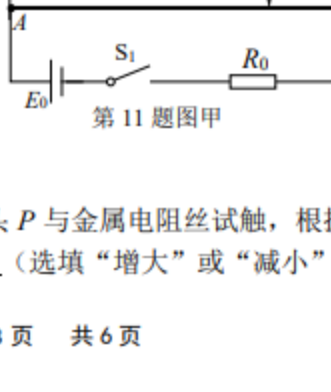 A
S₁
R₀
E₀
第 11 题图甲
P 与金属电阻丝试触，根
（选填“增大”或“减小”
页 共 6 页